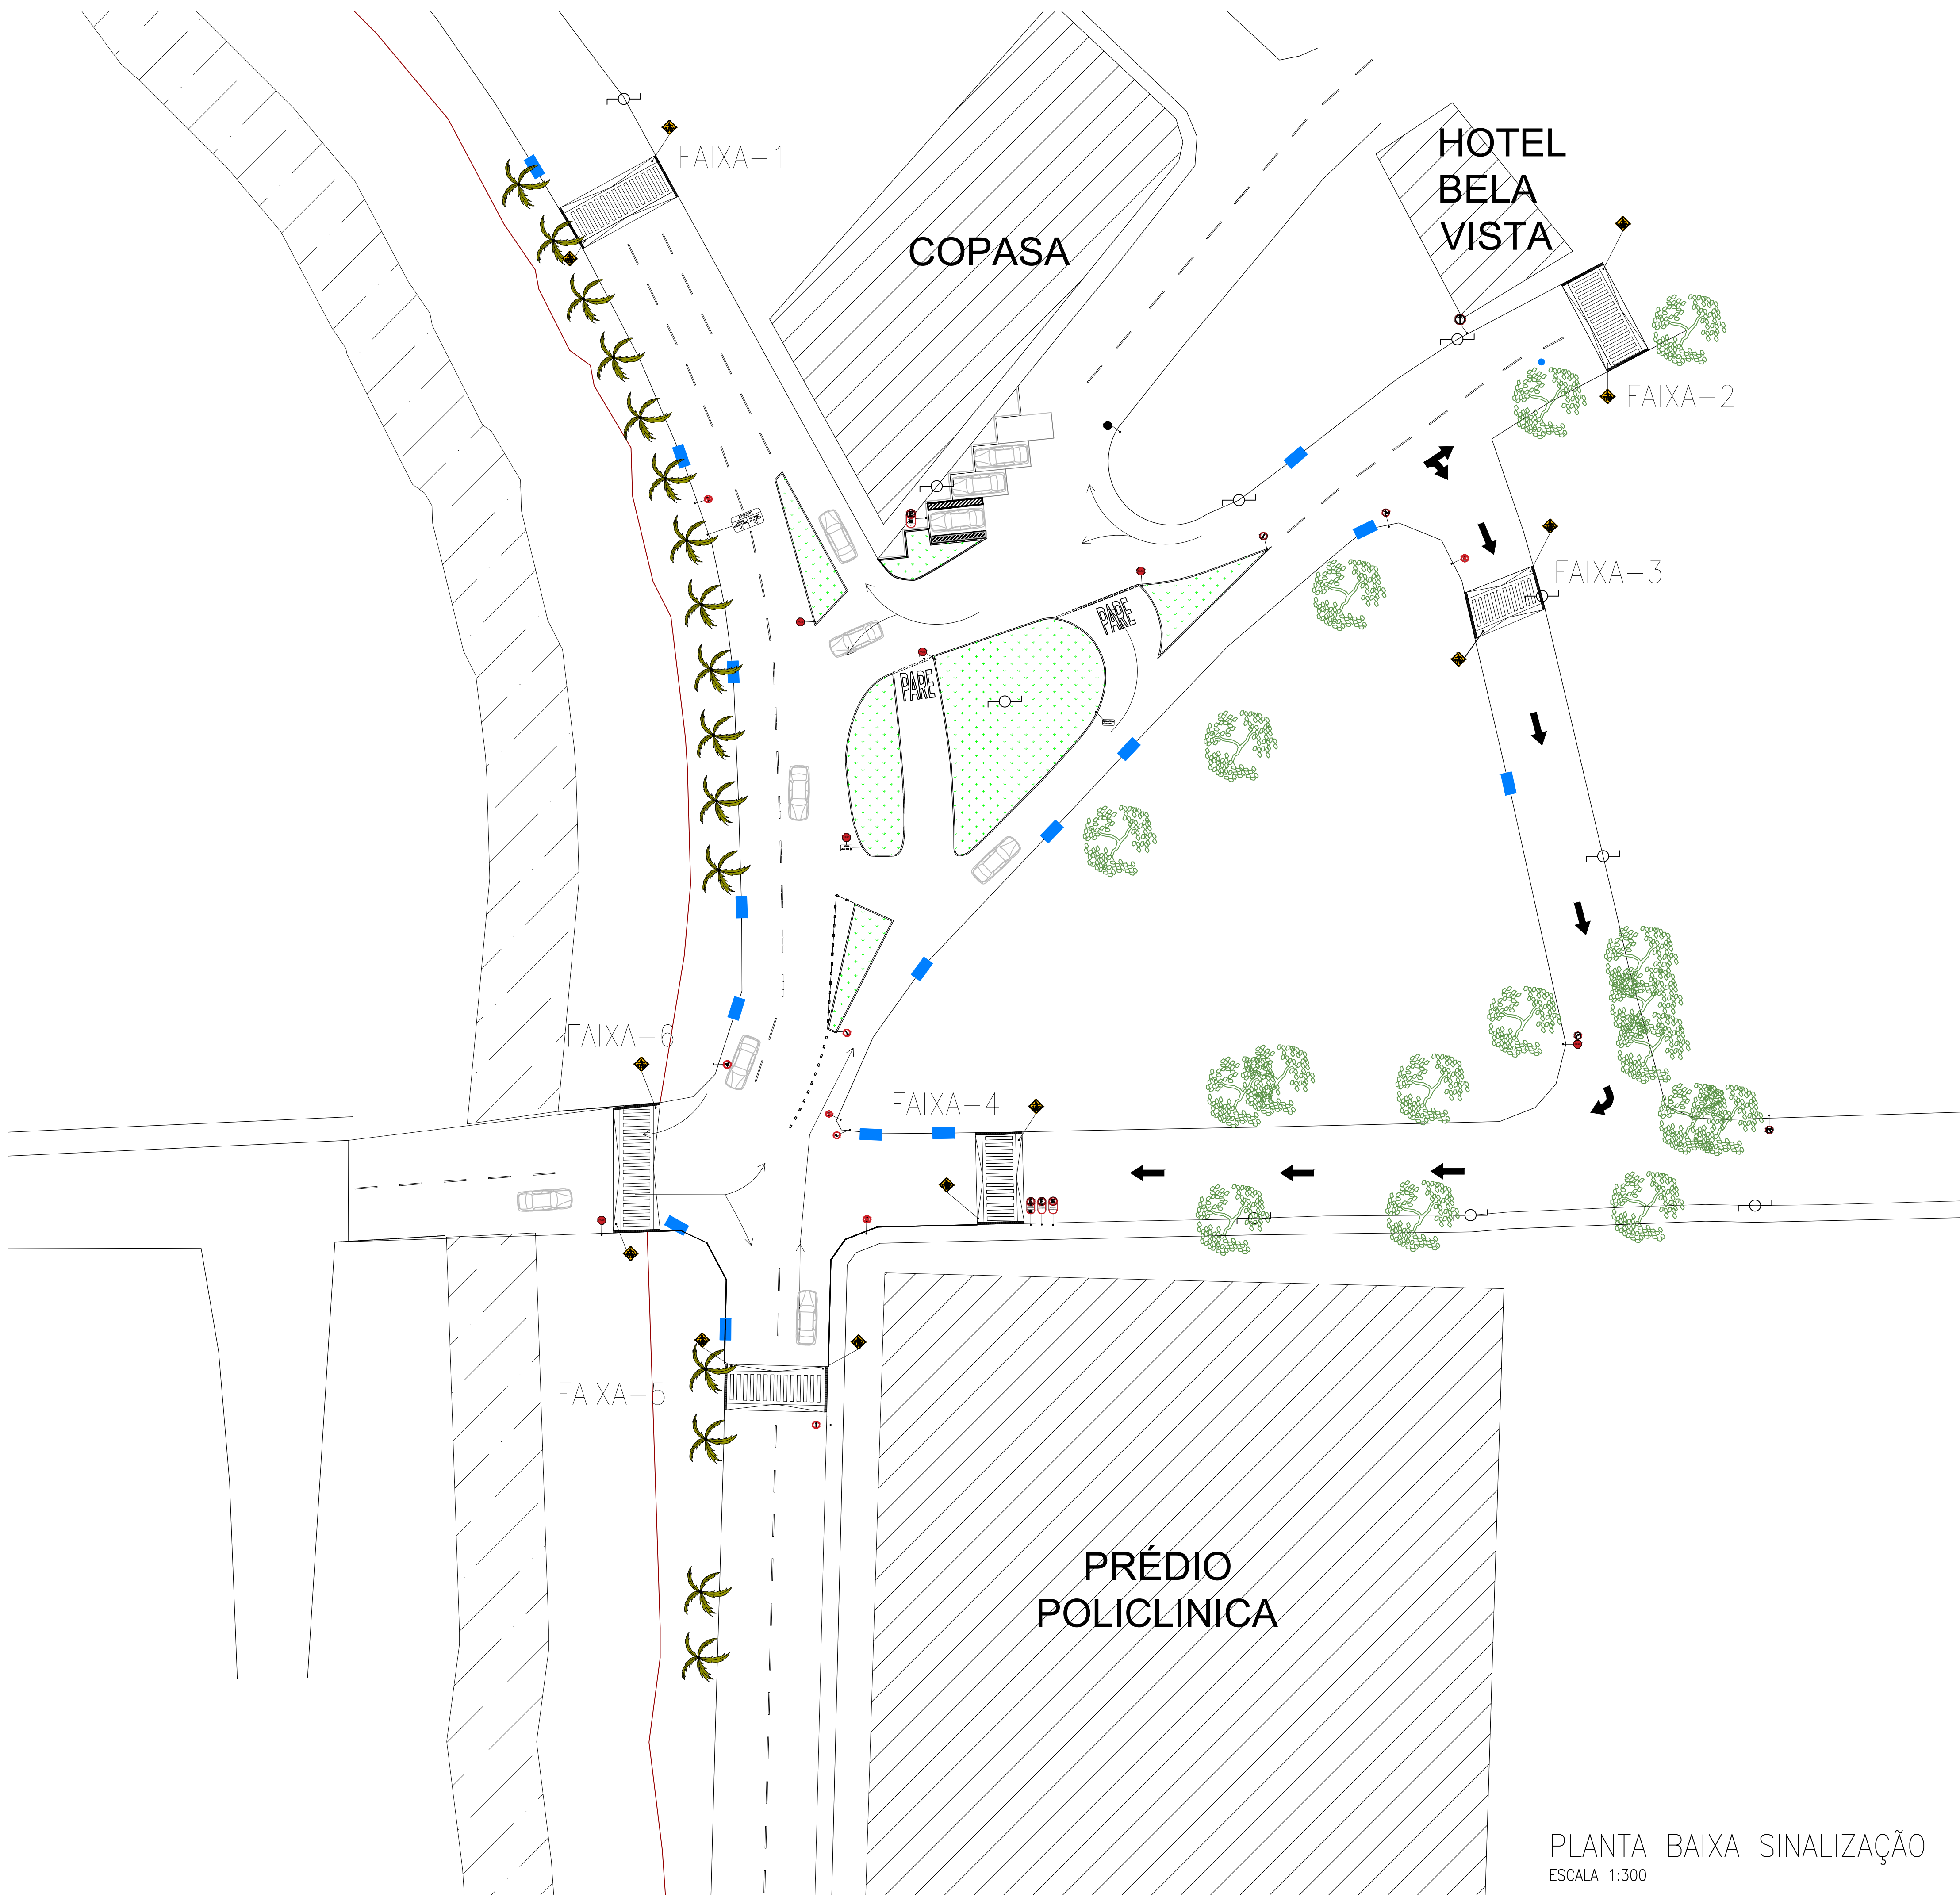 FAIXA-1
HOTEL
BELA
VISTA
COPASA
FAIXA-2
FAIXA-3
PARE
PARE
FAIXA-6
FAIXA-4
FAIXA-5
PRÉDIO
POLICLINICA
PLANTA BAIXA SINALIZAÇÃO
ESCALA 1:300